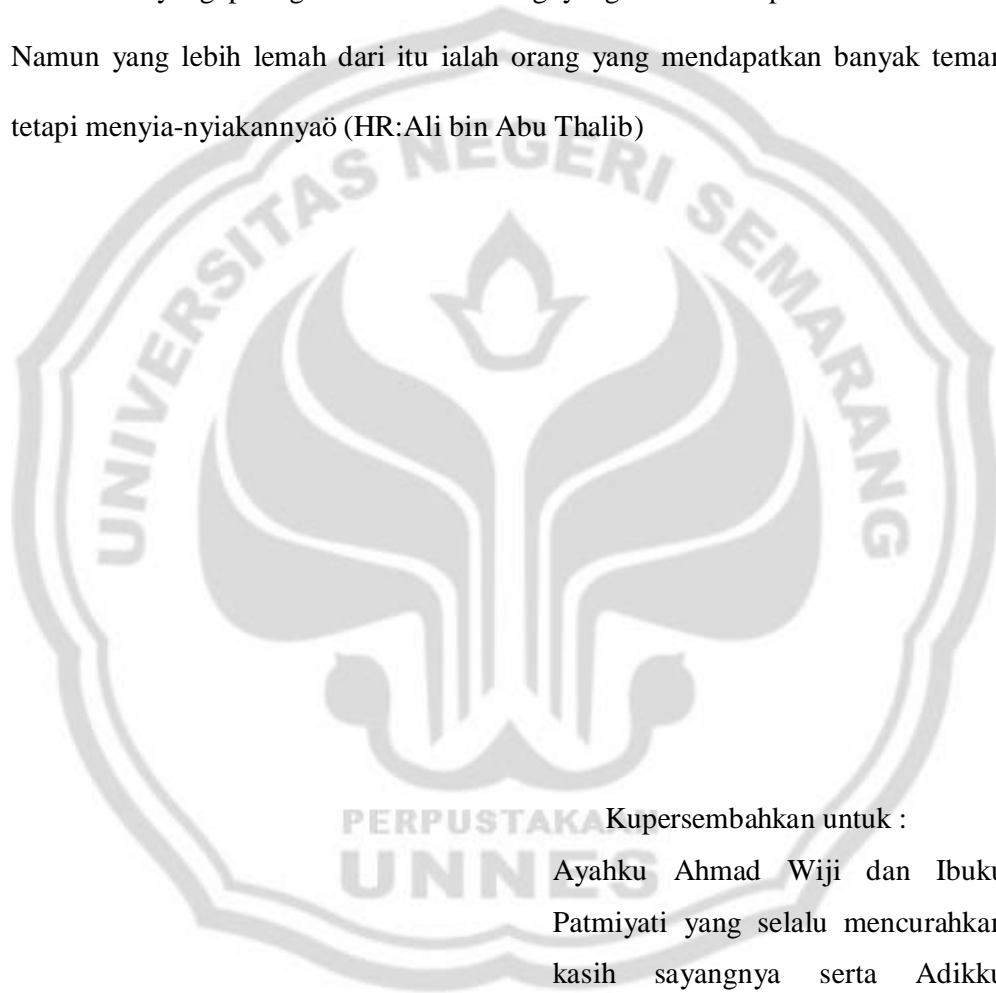 Namun yang lebih lemah dari itu ialah orang yang mendapatkan banyak teman
tetapi menyia-nyiakannyaö (HR:Ali bin Abu Thalib)
UNIVERSITAS NEGERI SEMARANG
PERPUSTAKAAN
UNNES
Kupersembahkan untuk :
Ayahku Ahmad Wiji dan Ibuku
Patmiyati yang selalu mencurahkan
kasih sayangnya serta Adikku